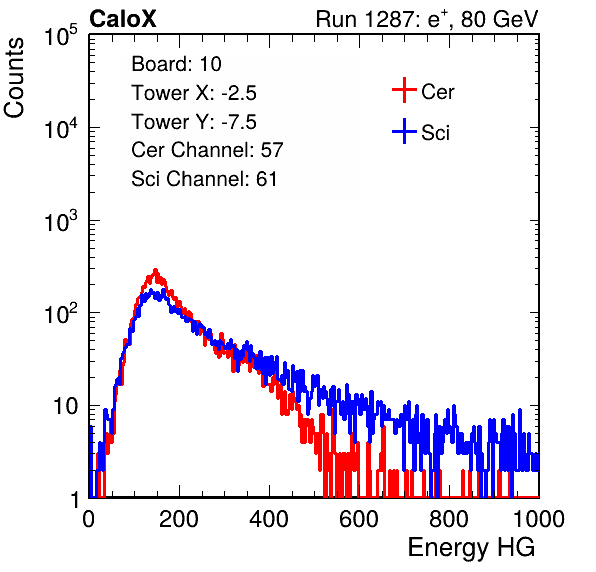 CaloX Run 1287: e⁺, 80 GeV
Counts
10⁵
10⁴
10³
10²
10
1
Board: 10
Tower X: -2.5
Tower Y: -7.5
Cer Channel: 57
Sci Channel: 61
Cer
Sci
0 200 400 600 800 1000
Energy HG